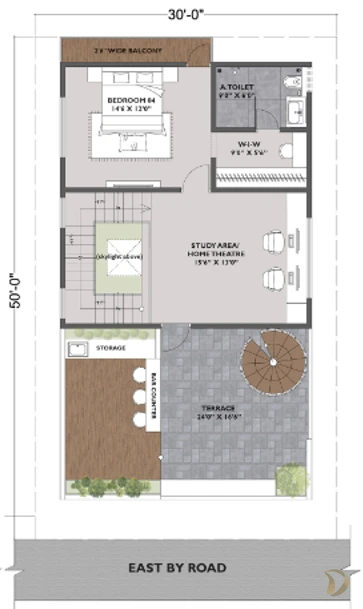 30'-0"
3'6" WIDE BALCONY
A.TOILET
9'0" X 6'0"
BEDROOM 04
14'6 X 12'0"
W-I-W
9'0" X 5'6"
50'-0"
(skylight above)
STUDY AREA/
HOME THEATRE
15'6" X 13'0"
STORAGE
BAR COUNTER
TERRACE
24'0" X 16'6"
EAST BY ROAD